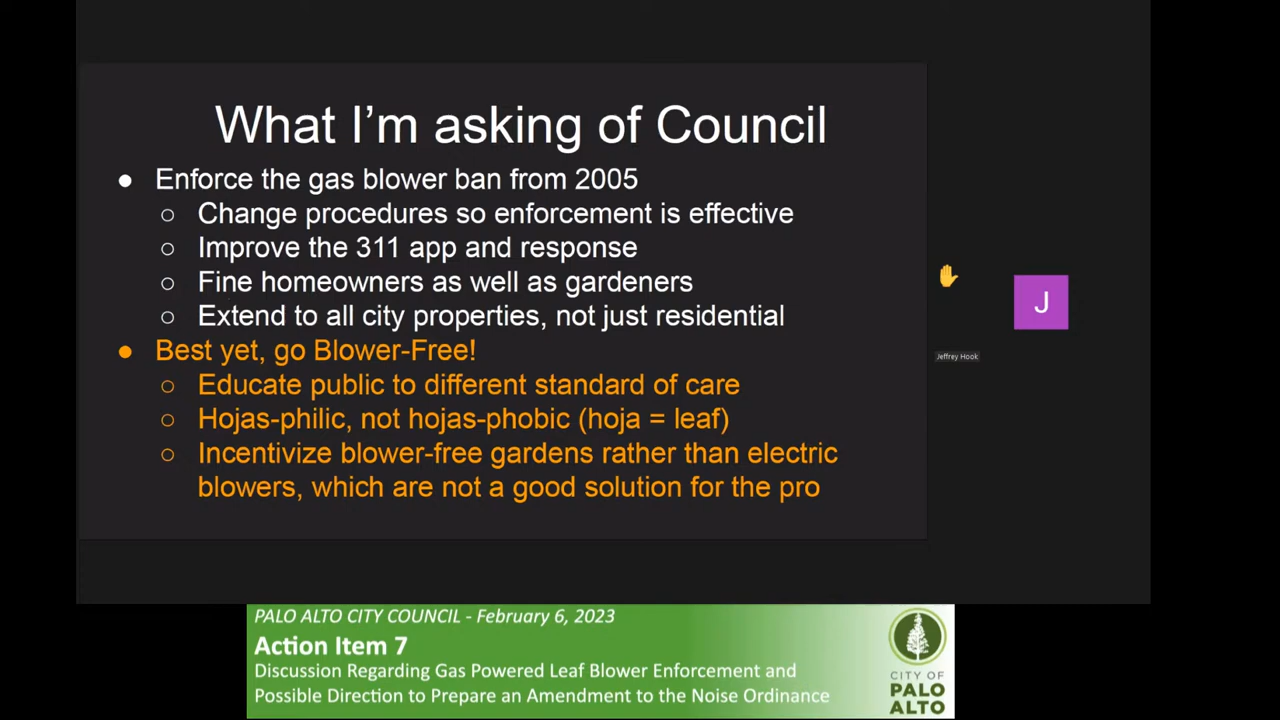 What I'm asking of Council
● Enforce the gas blower ban from 2005
○ Change procedures so enforcement is effective
○ Improve the 311 app and response
○ Fine homeowners as well as gardeners
○ Extend to all city properties, not just residential
● Best yet, go Blower-Free!
○ Educate public to different standard of care
○ Hojas-philic, not hojas-phobic (hoja = leaf)
○ Incentivize blower-free gardens rather than electric
blowers, which are not a good solution for the pro
J
Jeffrey Hook
PALO ALTO CITY COUNCIL - February 6, 2023
Action Item 7
Discussion Regarding Gas Powered Leaf Blower Enforcement and
Possible Direction to Prepare an Amendment to the Noise Ordinance
CITY OF
PALO
ALTO